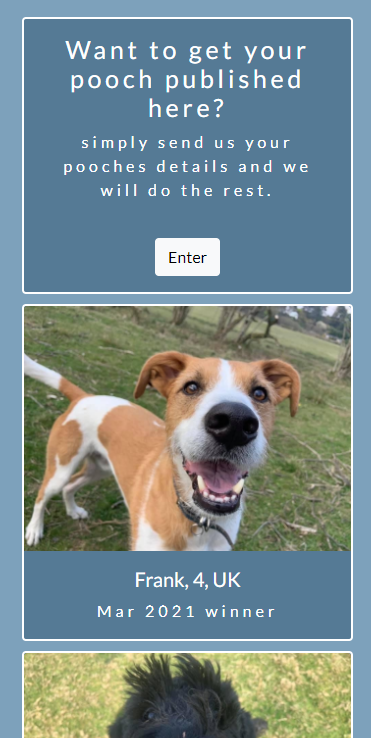 Want to get your
pooch published
here?
simply send us your
pooches details and we
will do the rest.
Enter
Frank, 4, UK
Mar 2021 winner